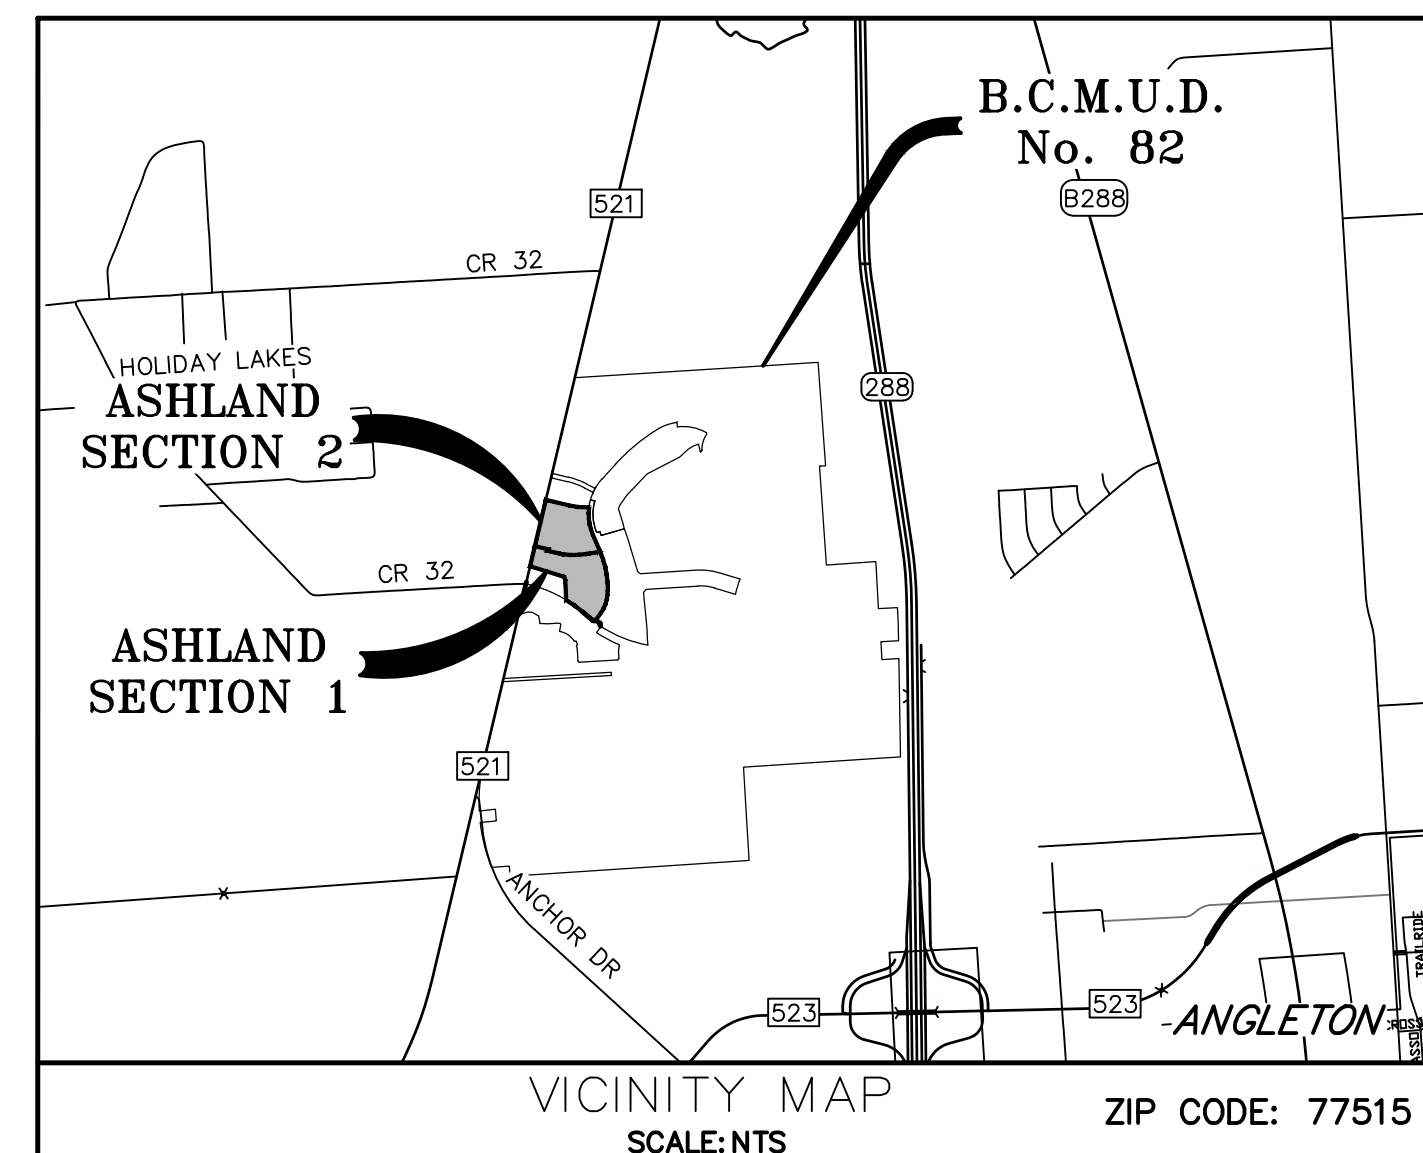 B.C.M.U.D.
No. 82
B288
521
CR 32
HOLIDAY LAKES
ASHLAND
SECTION 2
288
CR 32
ASHLAND
SECTION 1
521
ANCHOR DR
TRAILRIDE
523
523
ANGLETON
VICINITY MAP
ZIP CODE: 77515
SCALE: NTS